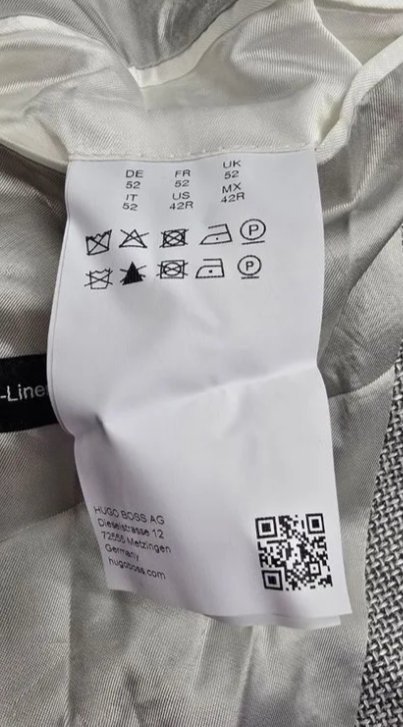 DE FR UK
52 52 52
IT US MX
52 42R 42R
P
P
-Line
HUGO BOSS AG
Dieselstrasse 12
72555 Metzingen
Germany
hugoboss.com